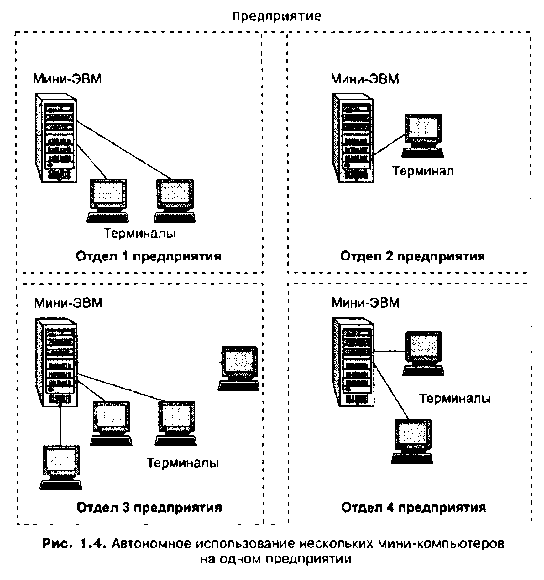 Предприятие
Мини-ЭВМ
Терминалы
Отдел 1 предприятия
Мини-ЭВМ
Терминал
Отдел 2 предприятия
Мини-ЭВМ
Терминалы
Отдел 3 предприятия
Мини-ЭВМ
Терминалы
Отдел 4 предприятия
Рис. 1.4. Автономное использование нескольких мини-компьютеров
на одном предприятии